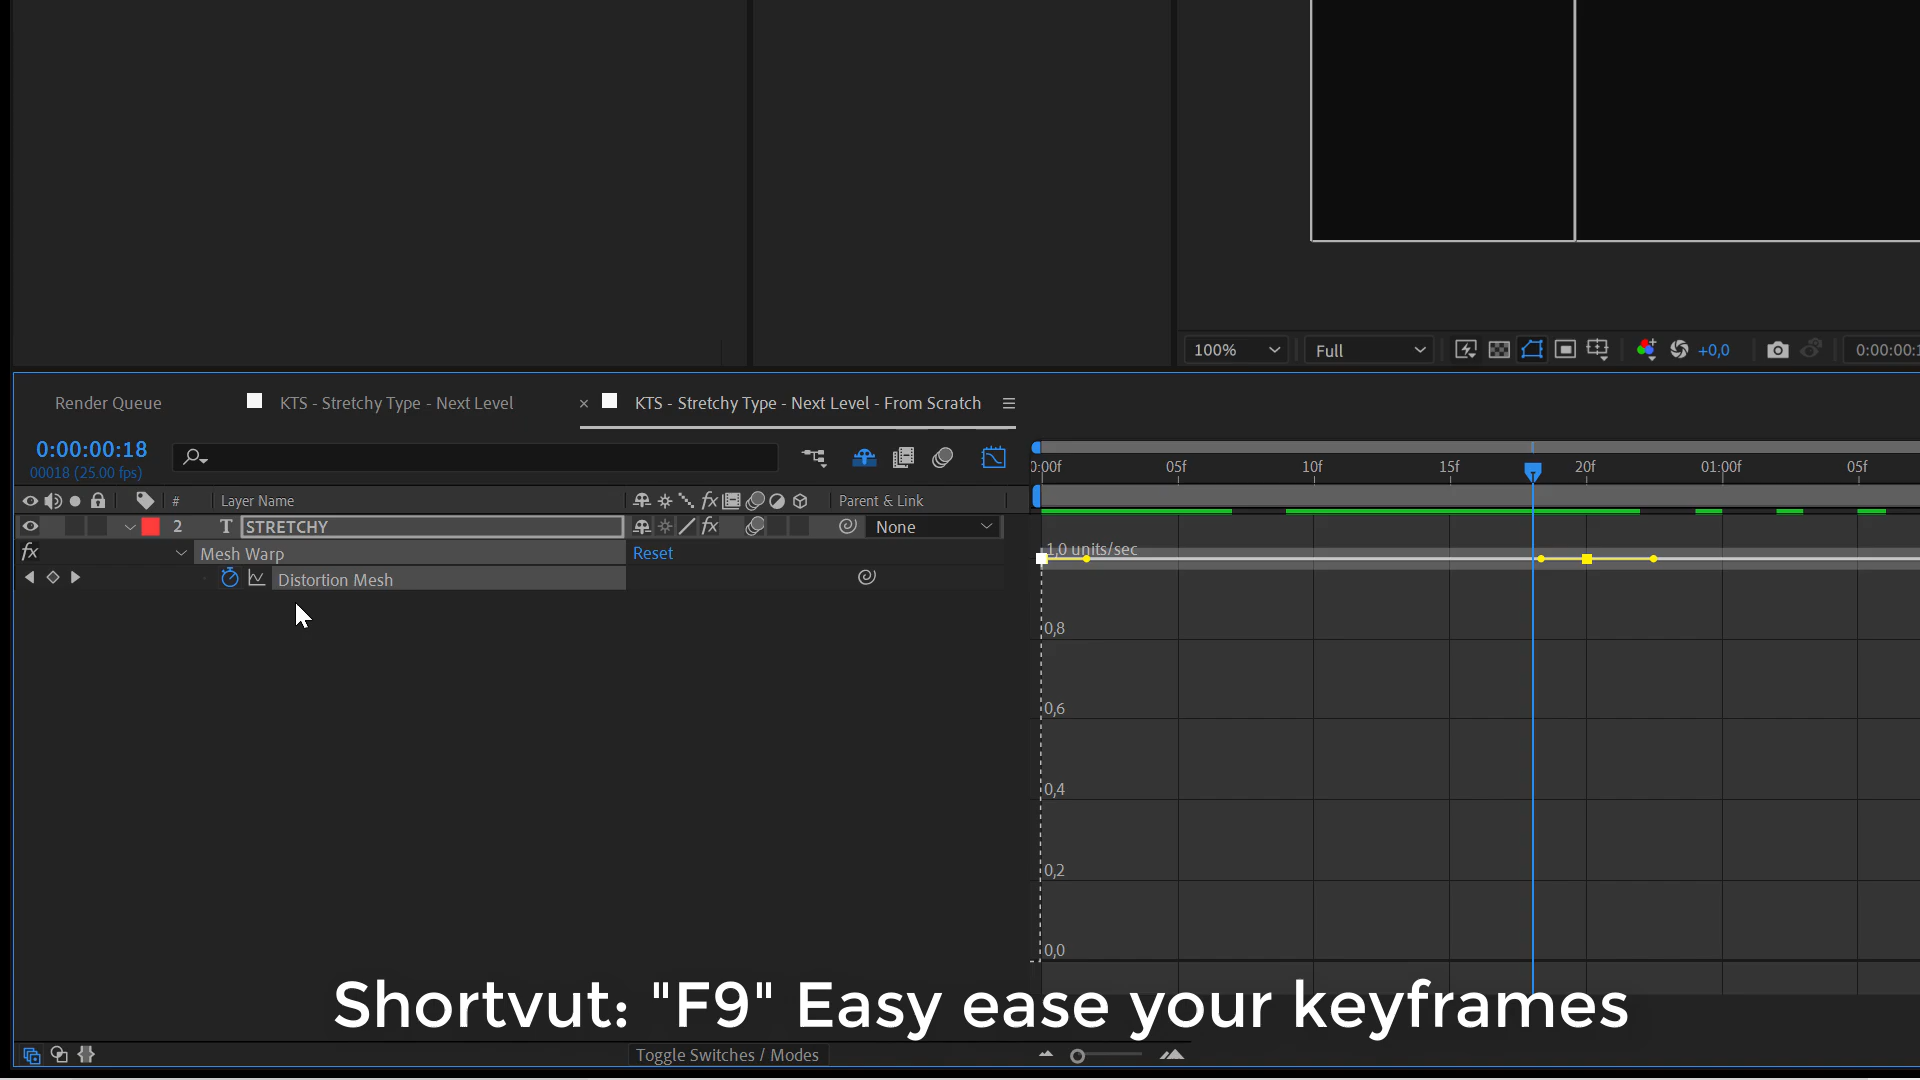 100%
Full
+0,0
0:00:00:1
Render Queue
KTS - Stretchy Type - Next Level
× KTS - Stretchy Type - Next Level - From Scratch
0:00:00:18
00018 (25.00 fps)
0:00f 05f 10f 15f 20f 01:00f 05f
# Layer Name fx Parent & Link
2 T STRETCHY fx None
fx Mesh Warp Reset
Distortion Mesh
1,0 units/sec
0,8
0,6
0,4
0,2
0,0
Shortvut: "F9" Easy ease your keyframes
Toggle Switches / Modes